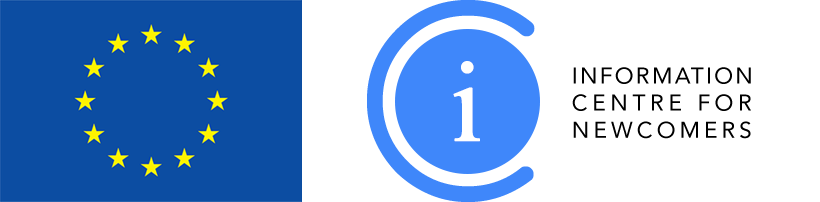 i
INFORMATION
CENTRE FOR
NEWCOMERS